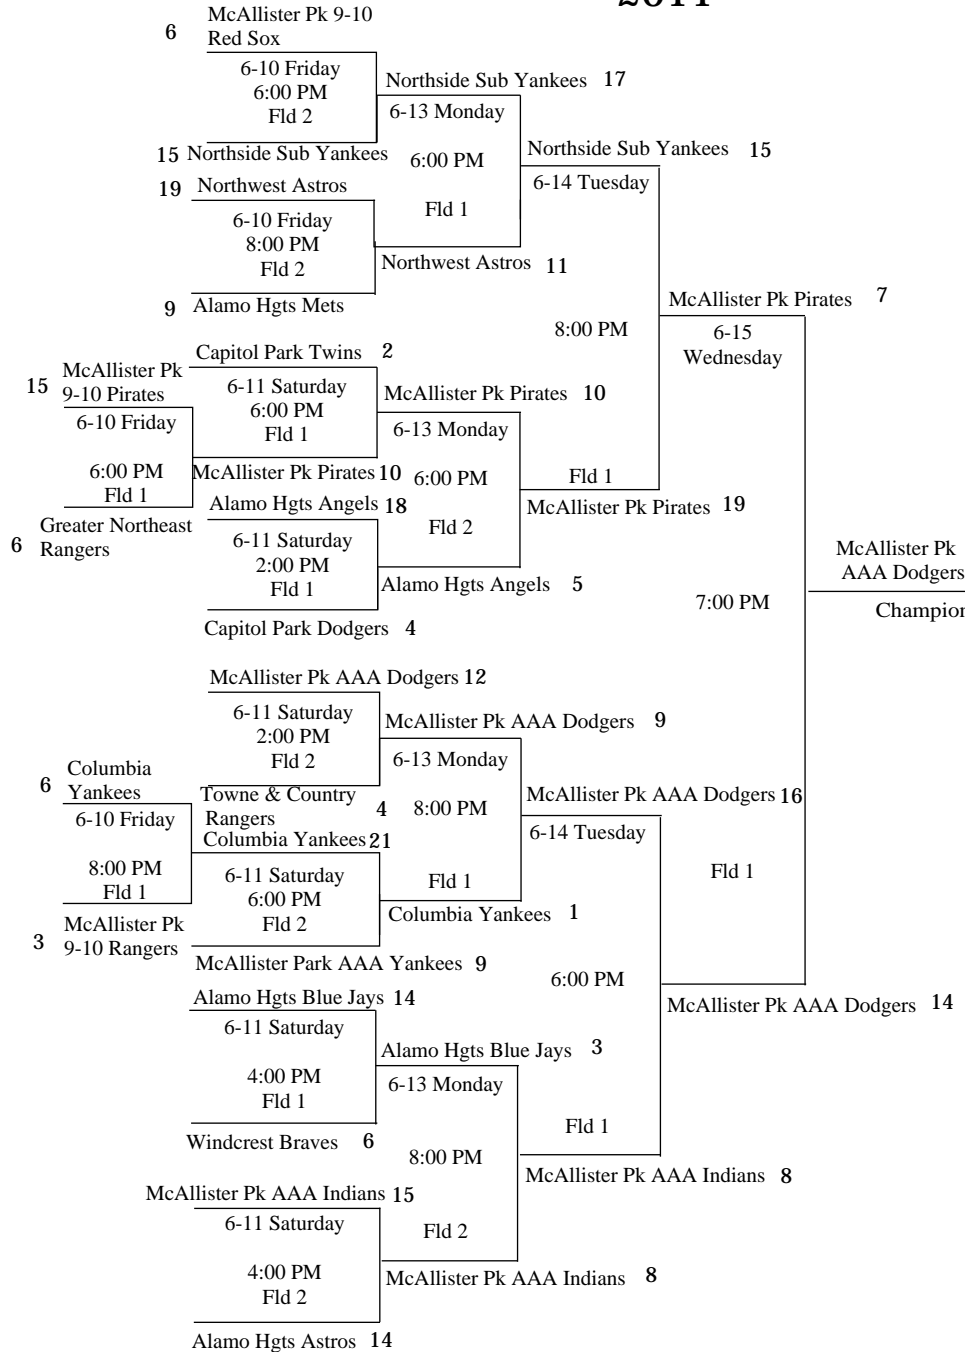 2011
McAllister Pk 9-10
6
Red Sox
6-10 Friday
6:00 PM
Fld 2
Northside Sub Yankees 17
6-13 Monday
15 Northside Sub Yankees
6:00 PM
Northside Sub Yankees 15
19 Northwest Astros
6-14 Tuesday
6-10 Friday
8:00 PM
Fld 2
Fld 1
Northwest Astros 11
9 Alamo Hgts Mets
McAllister Pk Pirates 7
8:00 PM
6-15
Wednesday
Capitol Park Twins 2
15 McAllister Pk
9-10 Pirates
6-11 Saturday
6:00 PM
Fld 1
McAllister Pk Pirates 10
6-10 Friday
6-13 Monday
6:00 PM
Fld 1
McAllister Pk Pirates 10
6:00 PM
Fld 1
Alamo Hgts Angels 18
McAllister Pk Pirates 19
Greater Northeast
6 Rangers
Fld 2
6-11 Saturday
2:00 PM
Fld 1
McAllister Pk
AAA Dodgers
Alamo Hgts Angels 5
7:00 PM
Champion
Capitol Park Dodgers 4
McAllister Pk AAA Dodgers 12
6-11 Saturday
2:00 PM
Fld 2
McAllister Pk AAA Dodgers 9
6-13 Monday
6 Columbia
Yankees
Towne & Country
Rangers 4
8:00 PM
McAllister Pk AAA Dodgers 16
6-10 Friday
Columbia Yankees 21
6-14 Tuesday
8:00 PM
Fld 1
6-11 Saturday
6:00 PM
Fld 2
Fld 1
Fld 1
Columbia Yankees 1
3 McAllister Pk
9-10 Rangers
McAllister Park AAA Yankees 9
6:00 PM
Alamo Hgts Blue Jays 14
McAllister Pk AAA Dodgers 14
6-11 Saturday
Alamo Hgts Blue Jays 3
4:00 PM
Fld 1
6-13 Monday
Windcrest Braves 6
Fld 1
8:00 PM
McAllister Pk AAA Indians 8
McAllister Pk AAA Indians 15
6-11 Saturday
Fld 2
4:00 PM
Fld 2
McAllister Pk AAA Indians 8
Alamo Hgts Astros 14